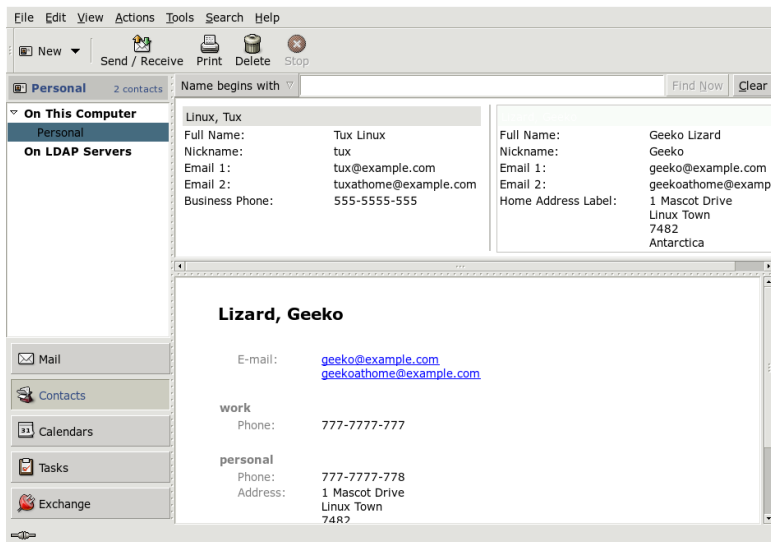 File Edit View Actions Tools Search Help
New Send / Receive Print Delete Stop
Personal 2 contacts
Name begins with Find Now Clear
On This Computer
Personal
On LDAP Servers
Linux, Tux
Full Name: Tux Linux
Nickname: tux
Email 1: tux@example.com
Email 2: tuxathome@example.com
Business Phone: 555-5555-555
Full Name: Geeko Lizard
Nickname: Geeko
Email 1: geeko@example.com
Email 2: geekoathome@examp
Home Address Label: 1 Mascot Drive
Linux Town
7482
Antarctica
Lizard, Geeko
E-mail: geeko@example.com
geekoathome@example.com
work
Phone: 777-7777-777
personal
Phone: 777-7777-778
Address: 1 Mascot Drive
Linux Town
7482
Mail
Contacts
31 Calendars
Tasks
Exchange